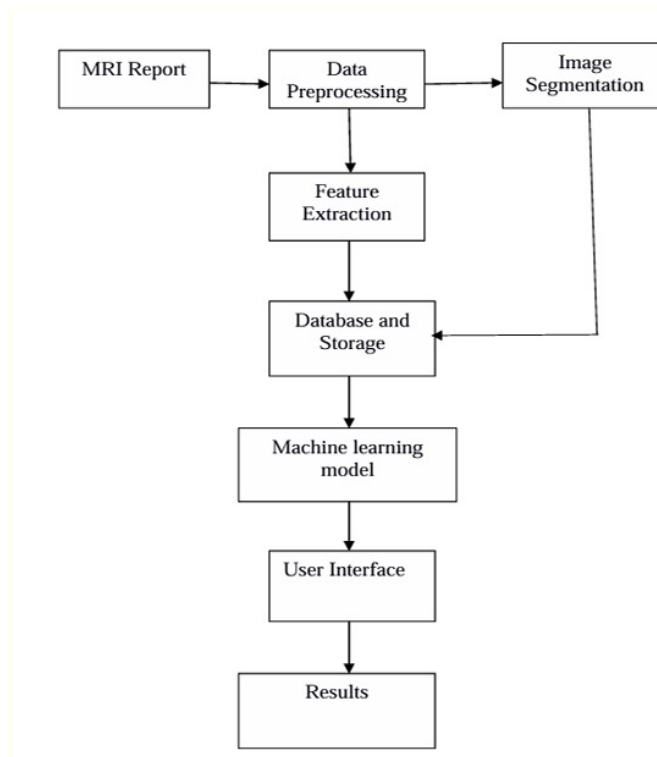 MRI Report
Data
Preprocessing
Image
Segmentation
Feature
Extraction
Database and
Storage
Machine learning
model
User Interface
Results